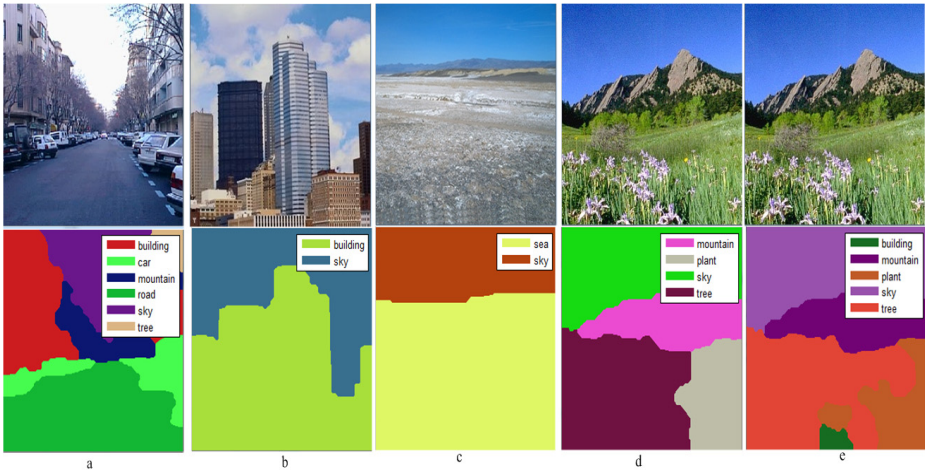 building
car
mountain
road
sky
tree
building
sky
sea
sky
mountain
plant
sky
tree
building
mountain
plant
sky
tree
a
b
c
d
e